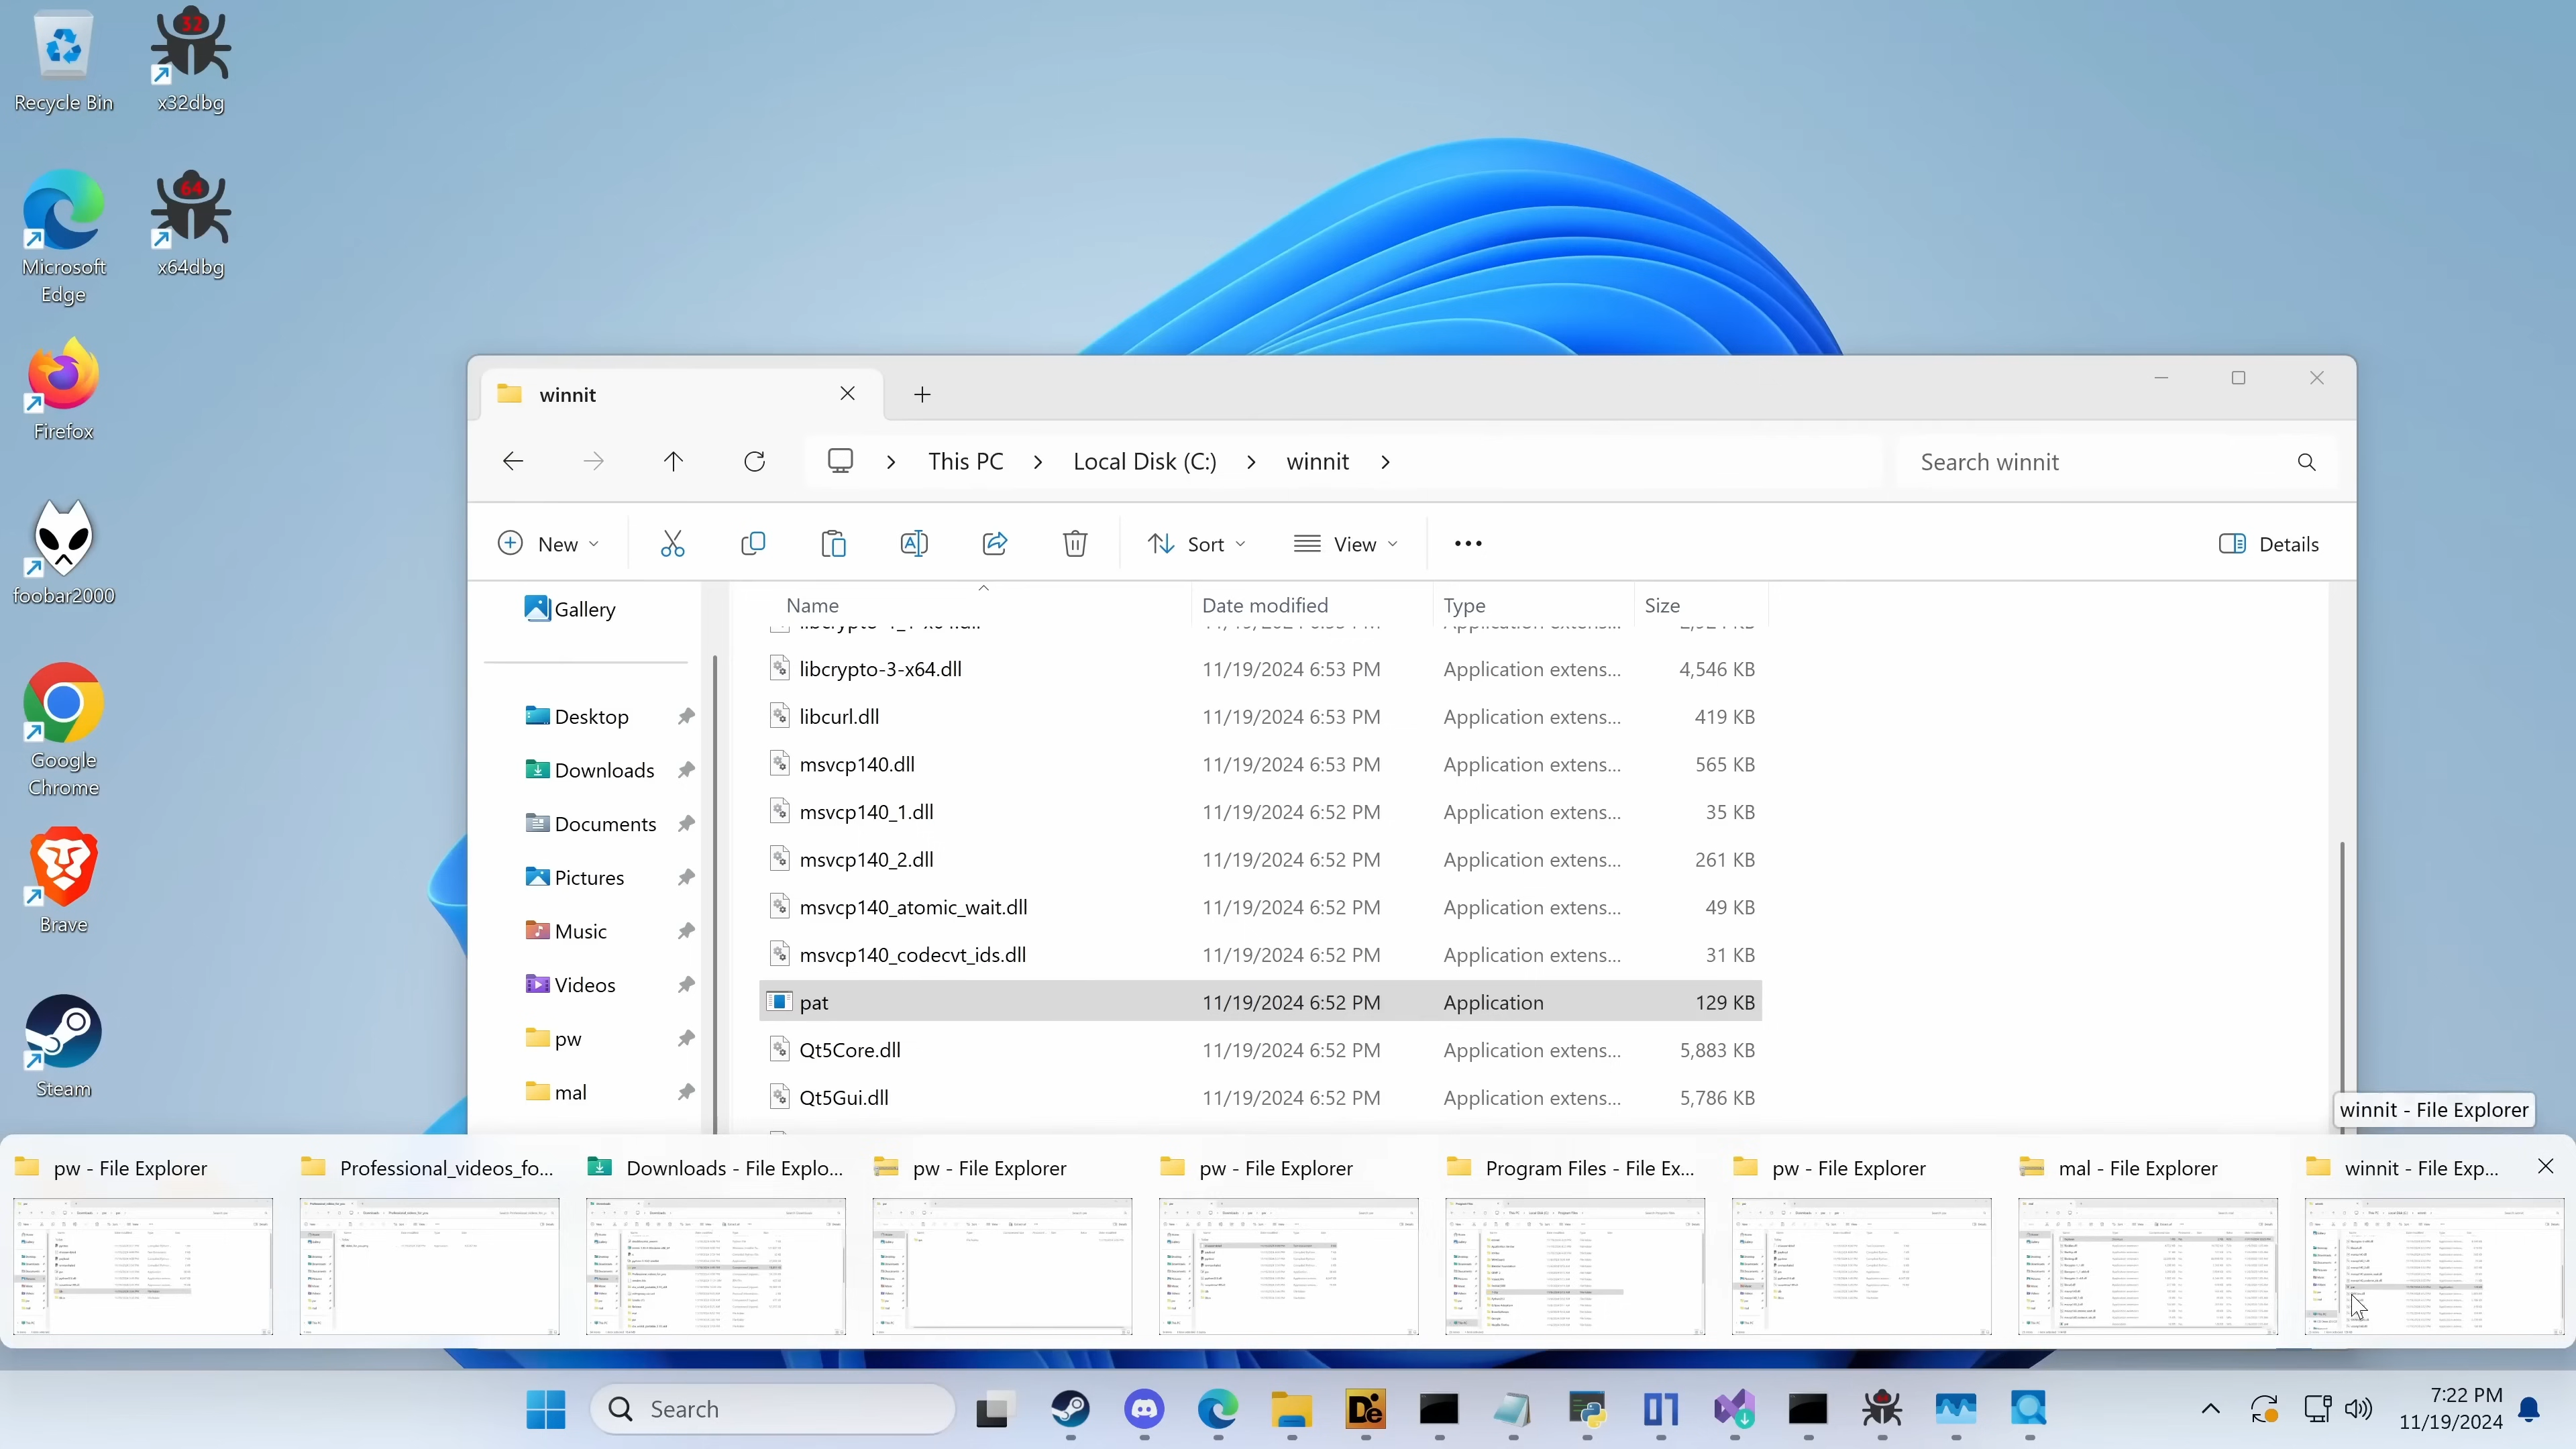 32
Recycle Bin
x32dbg
64
Microsoft
Edge
x64dbg
Firefox
foobar2000
Google
Chrome
Brave
Steam
winnit
This PC
Local Disk (C:)
winnit
Search winnit
New
Sort
View
Details
Gallery
Desktop
Downloads
Documents
Pictures
Music
Videos
pw
mal
Name Date modified Type Size
libcrypto-3-x64.dll 11/19/2024 6:53 PM Application extens... 4,546 KB
libcurl.dll 11/19/2024 6:53 PM Application extens... 419 KB
msvcp140.dll 11/19/2024 6:53 PM Application extens... 565 KB
msvcp140_1.dll 11/19/2024 6:52 PM Application extens... 35 KB
msvcp140_2.dll 11/19/2024 6:52 PM Application extens... 261 KB
msvcp140_atomic_wait.dll 11/19/2024 6:52 PM Application extens... 49 KB
msvcp140_codecvt_ids.dll 11/19/2024 6:52 PM Application extens... 31 KB
pat 11/19/2024 6:52 PM Application 129 KB
Qt5Core.dll 11/19/2024 6:52 PM Application extens... 5,883 KB
Qt5Gui.dll 11/19/2024 6:52 PM Application extens... 5,786 KB
winnit - File Explorer
pw - File Explorer
Professional_videos_fo...
Downloads - File Explo...
pw - File Explorer
pw - File Explorer
Program Files - File Ex...
pw - File Explorer
mal - File Explorer
winnit - File Exp...
Search
De
7:22 PM
11/19/2024